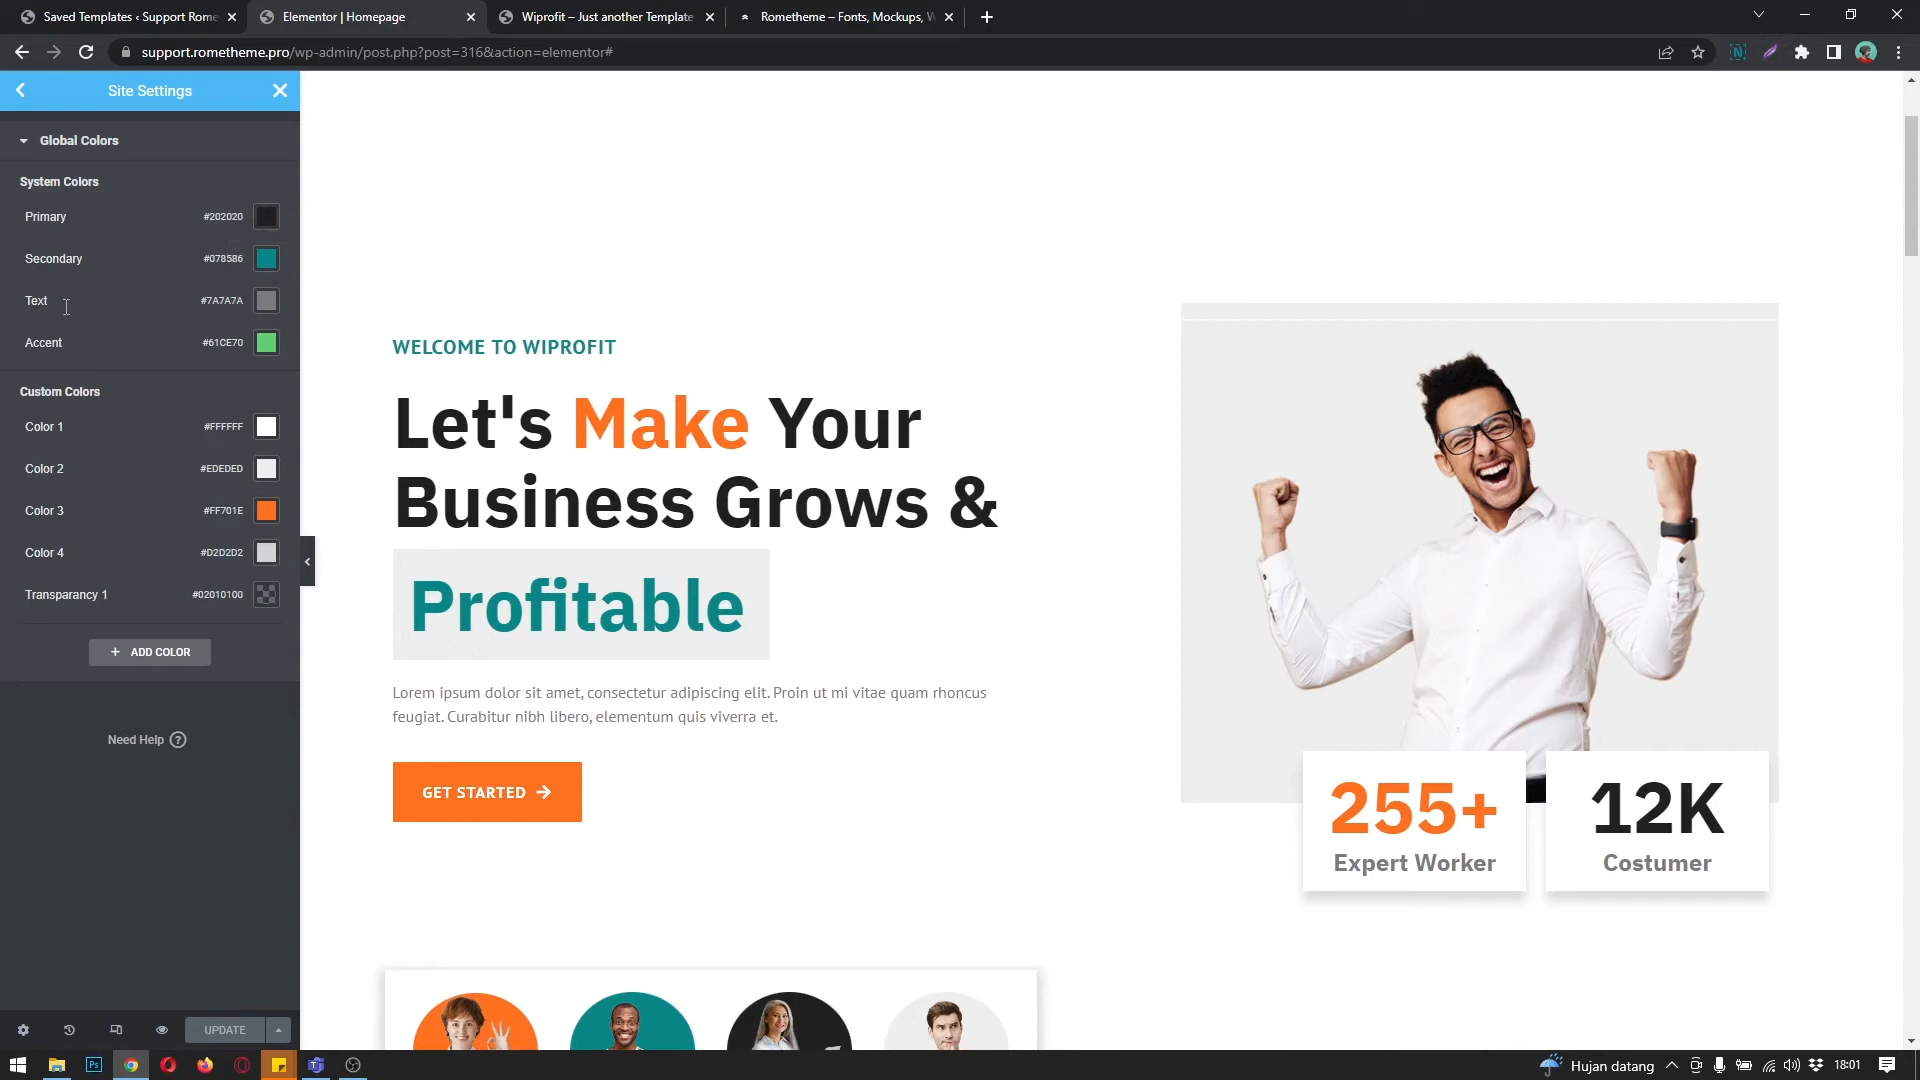 Saved Templates ‹ Support Rome
Elementor | Homepage
Wiprofit – Just another Template
Rometheme – Fonts, Mockups, W
support.rometheme.pro/wp-admin/post.php?post=316&action=elementor#
Site Settings
Global Colors
System Colors
Primary #202020
Secondary #078586
Text #7A7A7A
Accent #61CE70
Custom Colors
Color 1 #FFFFFF
Color 2 #EDEDED
Color 3 #FF701E
Color 4 #D2D2D2
Transparancy 1 #02010100
+ ADD COLOR
Need Help ?
UPDATE
WELCOME TO WIPROFIT
Let's Make Your
Business Grows &
Profitable
Lorem ipsum dolor sit amet, consectetur adipiscing elit. Proin ut mi vitae quam rhoncus
feugiat. Curabitur nibh libero, elementum quis viverra et.
GET STARTED
255+
Expert Worker
12K
Costumer
Ps
Hujan datang
18:01